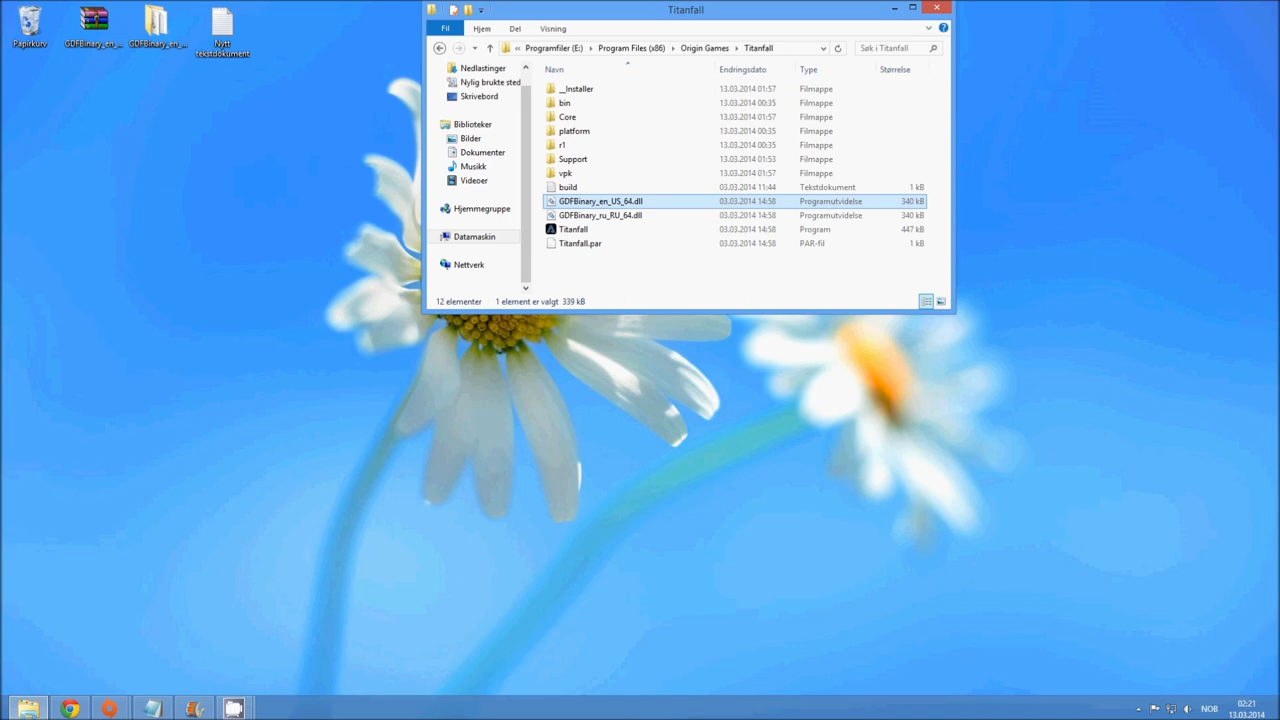 Papirkurv
GDFBinary_en_...
GDFBinary_en_...
Nytt
tekstdokument
Titanfall
Fil
Hjem
Del
Visning
« Programfiler (E:) Program Files (x86) Origin Games Titanfall
Søk i Titanfall
Nedlastinger
Nylig brukte sted
Skrivebord
Biblioteker
Bilder
Dokumenter
Musikk
Videoer
Hjemmegruppe
Datamaskin
Nettverk
Navn Endringsdato Type Størrelse
__Installer 13.03.2014 01:57 Filmappe
bin 13.03.2014 00:35 Filmappe
Core 13.03.2014 01:57 Filmappe
platform 13.03.2014 00:35 Filmappe
r1 13.03.2014 00:35 Filmappe
Support 13.03.2014 01:53 Filmappe
vpk 13.03.2014 01:57 Filmappe
build 03.03.2014 11:44 Tekstdokument 1 kB
GDFBinary_en_US_64.dll 03.03.2014 14:58 Programutvidelse 340 kB
GDFBinary_ru_RU_64.dll 03.03.2014 14:58 Programutvidelse 340 kB
Titanfall 03.03.2014 14:58 Program 447 kB
Titanfall.par 03.03.2014 14:58 PAR-fil 1 kB
12 elementer 1 element er valgt 339 kB
NOB
02:21
13.03.2014